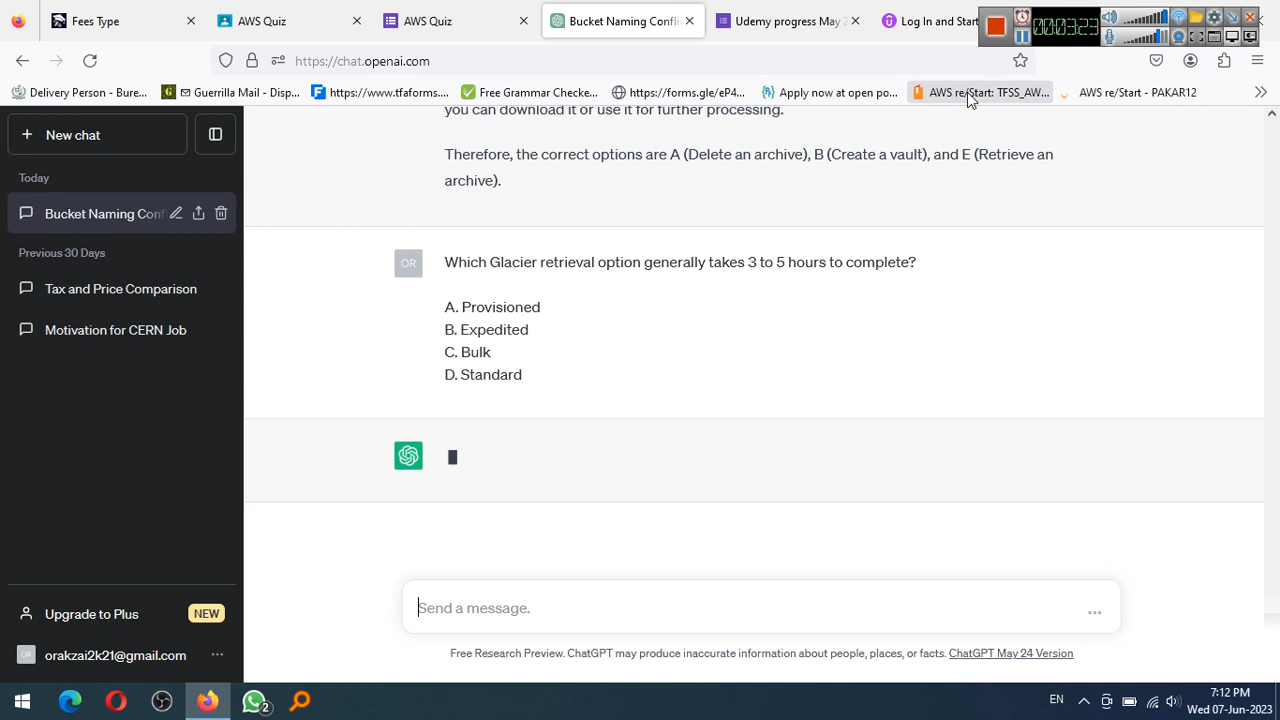 Fees Type
AWS Quiz
AWS Quiz
Bucket Naming Confli
Udemy progress May 2
Log In and Start
00:03:23
https://chat.openai.com
Delivery Person - Bure...
Guerrilla Mail - Disp...
https://www.tfaforms....
Free Grammar Checke...
https://forms.gle/eP4...
Apply now at open po...
AWS re/Start: TFSS_AW...
AWS re/Start - PAKAR12
New chat
Today
Bucket Naming Conf
Previous 30 Days
Tax and Price Comparison
Motivation for CERN Job
Upgrade to Plus
NEW
OR
orakzai2k21@gmail.com
you can download it or use it for further processing.
Therefore, the correct options are A (Delete an archive), B (Create a vault), and E (Retrieve an
archive).
OR
Which Glacier retrieval option generally takes 3 to 5 hours to complete?
A. Provisioned
B. Expedited
C. Bulk
D. Standard
Send a message.
Free Research Preview. ChatGPT may produce inaccurate information about people, places, or facts. ChatGPT May 24 Version
2
EN
7:12 PM
Wed 07-Jun-2023